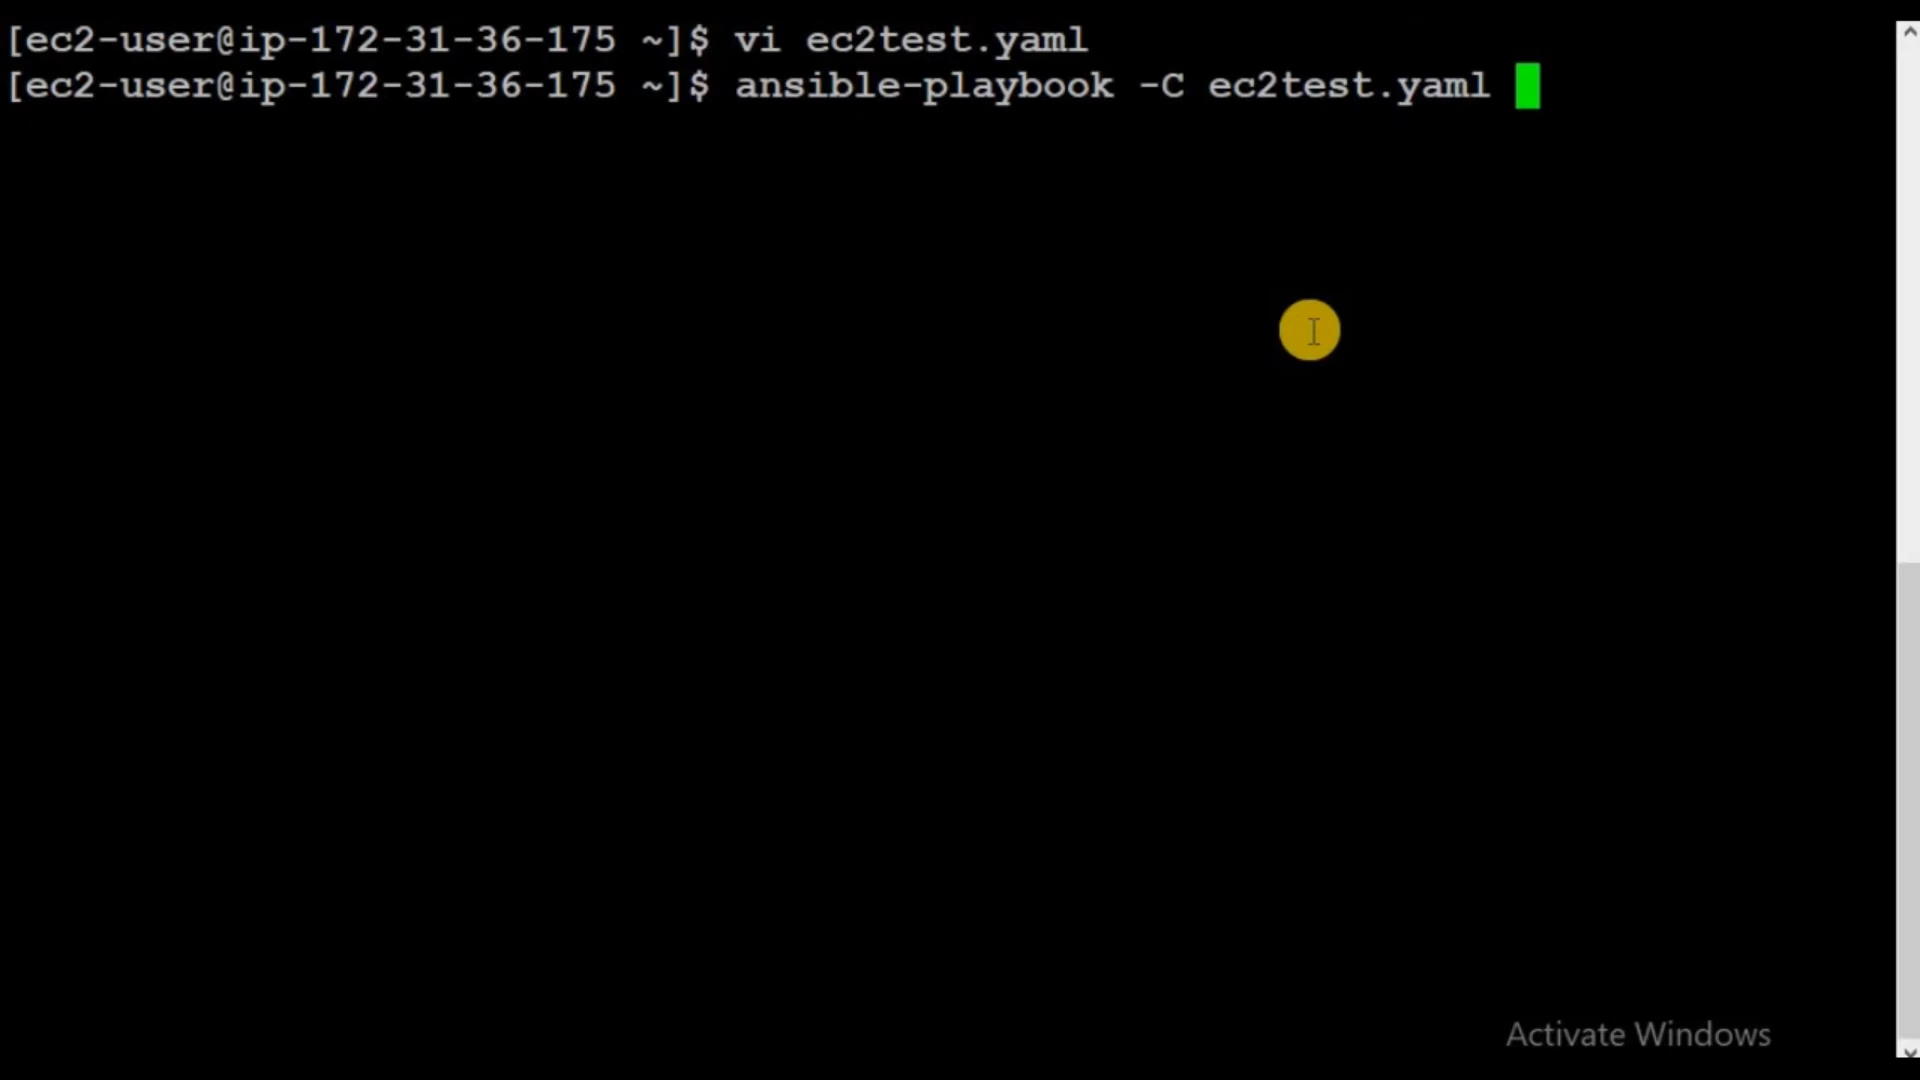 [ec2-user@ip-172-31-36-175 ~]$ vi ec2test.yaml
[ec2-user@ip-172-31-36-175 ~]$ ansible-playbook -C ec2test.yaml
Activate Windows